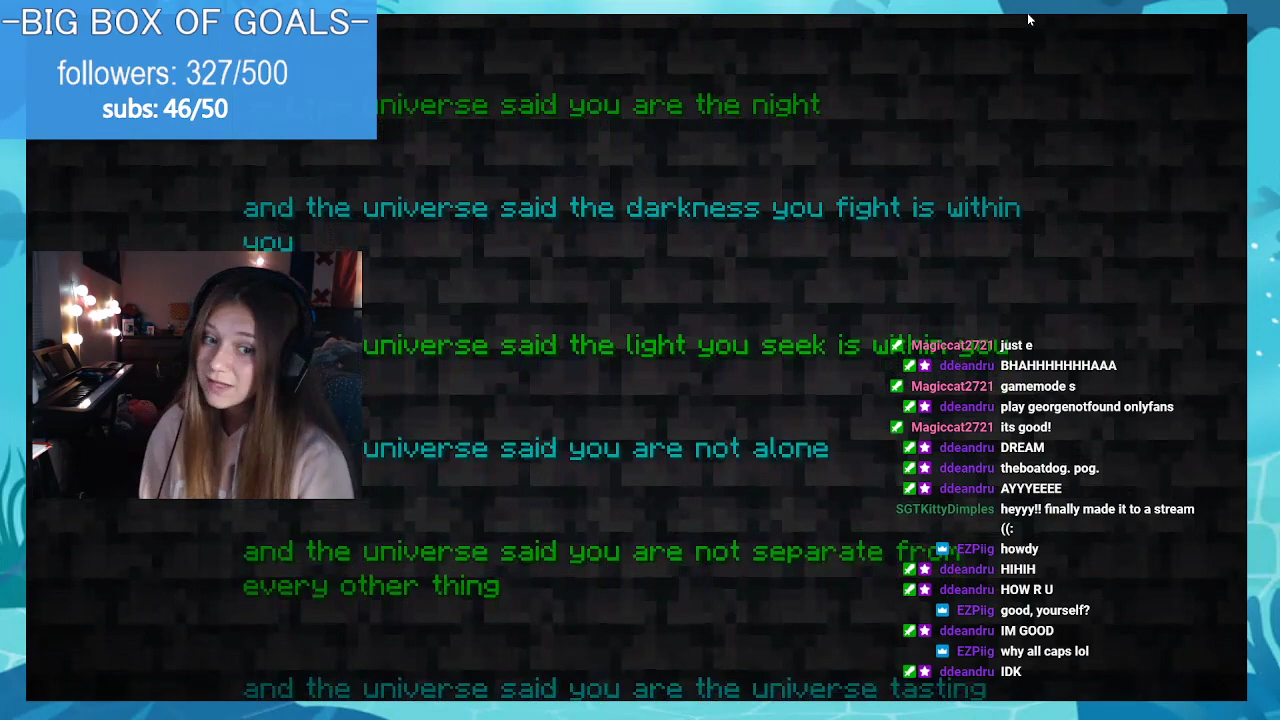 -BIG BOX OF GOALS-
followers: 327/500
subs: 46/50
universe said you are the night
and the universe said the darkness you fight is within
you
universe said the light you seek is within you
universe said you are not alone
and the universe said you are not separate from
every other thing
and the universe said you are the universe tasting
Magiccat2721 just e
ddeandru BHAHHHHHHAAA
Magiccat2721 gamemode s
ddeandru play georgenotfound onlyfans
Magiccat2721 its good!
ddeandru DREAM
ddeandru theboatdog. pog.
ddeandru AYYYEEEE
SGTKittyDimples heyyy!! finally made it to a stream
((:
EZPiig howdy
ddeandru HIHIH
ddeandru HOW R U
EZPiig good, yourself?
ddeandru IM GOOD
EZPiig why all caps lol
ddeandru IDK